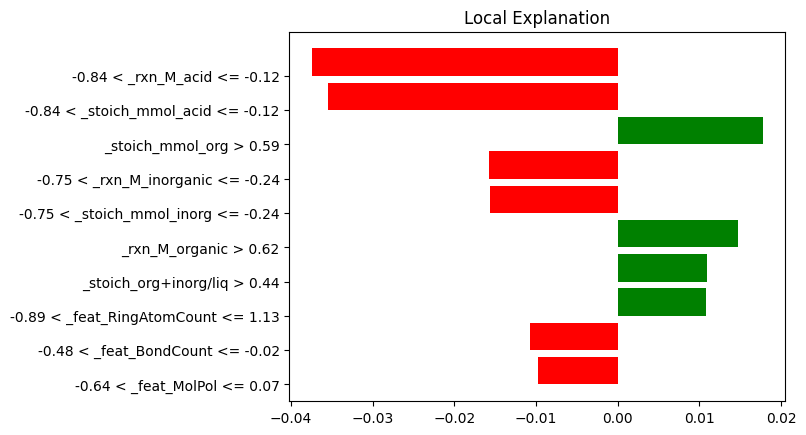 Local Explanation
-0.84 < _rxn_M_acid <= -0.12
-0.84 < _stoich_mmol_acid <= -0.12
_stoich_mmol_org > 0.59
-0.75 < _rxn_M_inorganic <= -0.24
-0.75 < _stoich_mmol_inorg <= -0.24
_rxn_M_organic > 0.62
_stoich_org+inorg/liq > 0.44
-0.89 < _feat_RingAtomCount <= 1.13
-0.48 < _feat_BondCount <= -0.02
-0.64 < _feat_MolPol <= 0.07
−0.04 −0.03 −0.02 −0.01 0.00 0.01 0.02